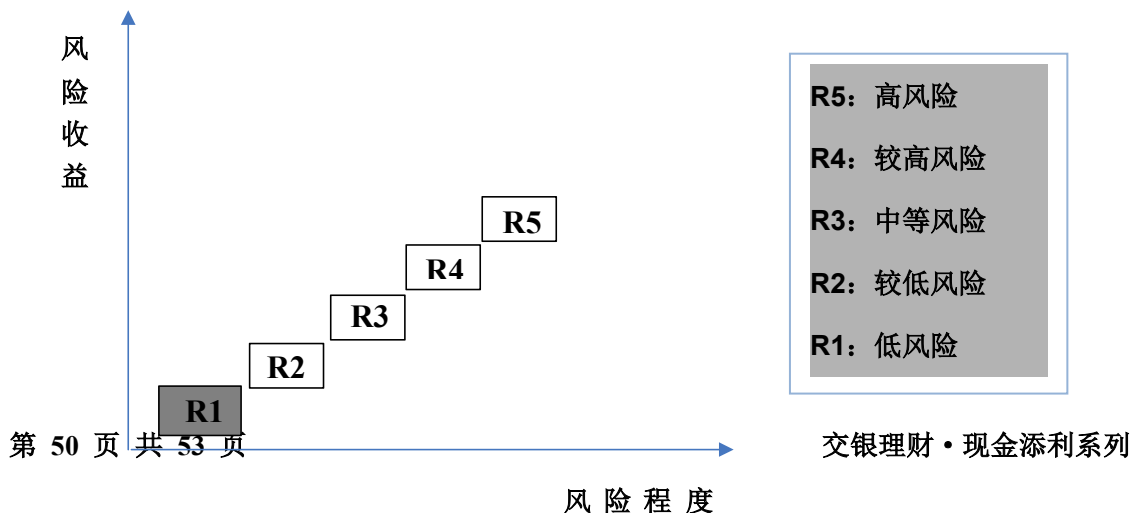 风
险
收
益
R5
R4
R3
R2
R1
R5：高风险
R4：较高风险
R3：中等风险
R2：较低风险
R1：低风险
第 50 页 共 53 页
交银理财·现金添利系列
风 险 程 度